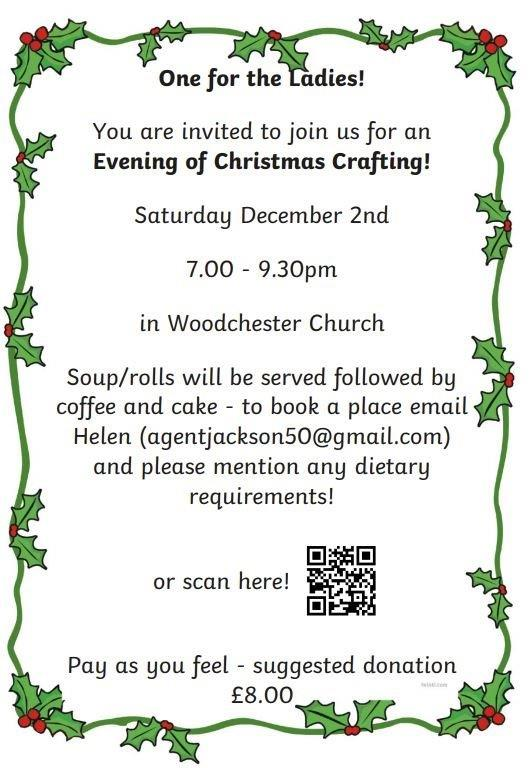 One for the Ladies!
You are invited to join us for an
Evening of Christmas Crafting!
Saturday December 2nd
7.00 - 9.30pm
in Woodchester Church
Soup/rolls will be served followed by
coffee and cake - to book a place email
Helen (agentjackson50@gmail.com)
and please mention any dietary
requirements!
or scan here!
Pay as you feel - suggested donation
£8.00